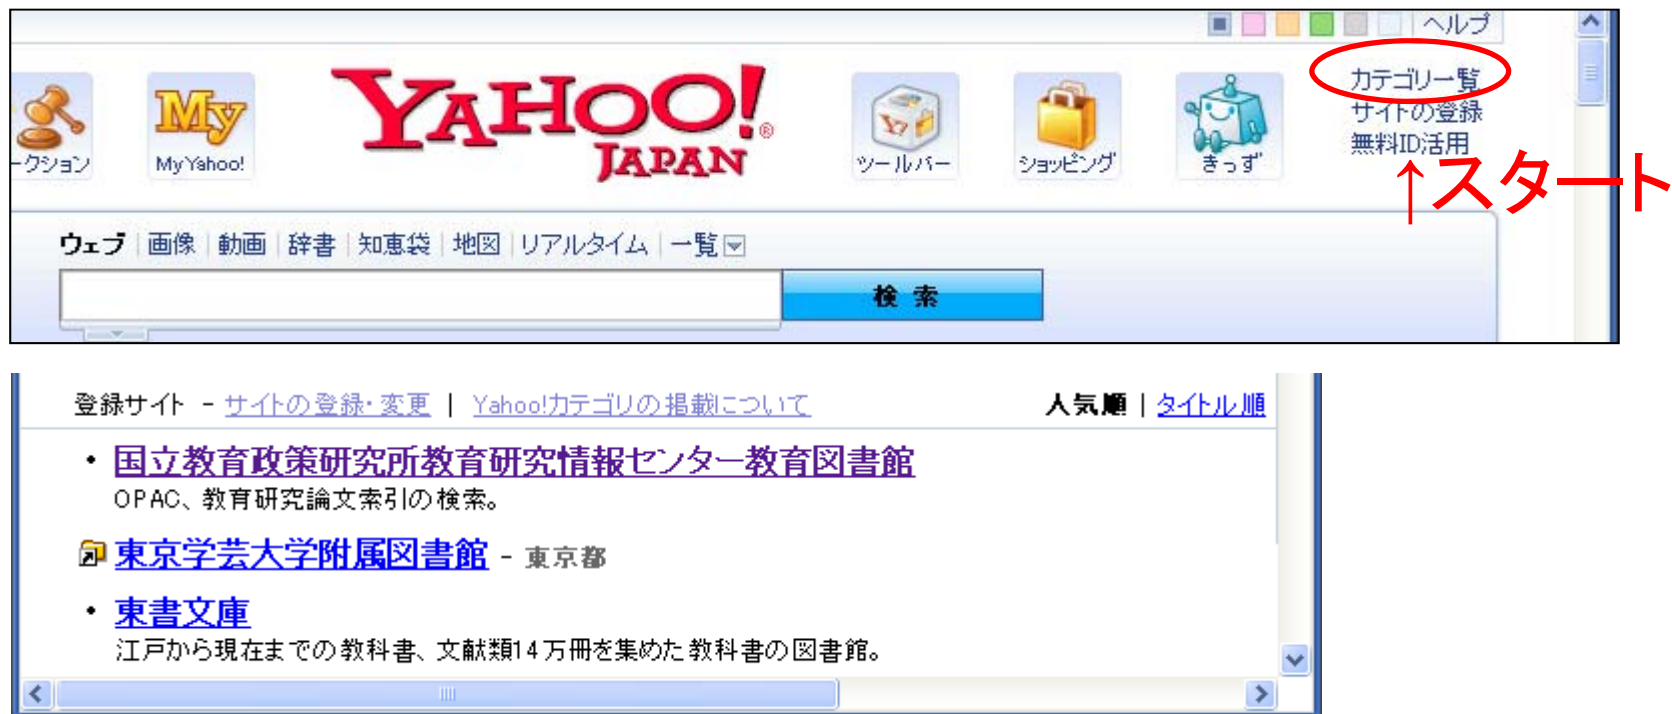 ヘルプ
カテゴリ一覧
サイトの登録
無料ID活用
↑スタート
My
YAHOO!®
JAPAN
ークション
My Yahoo!
ツールバー
ショッピング
きっず
ウェブ | 画像 | 動画 | 辞書 | 知恵袋 | 地図 | リアルタイム | 一覧
検 索
登録サイト - サイトの登録・変更 | Yahoo!カテゴリの掲載について 人気順 | タイトル順
・ 国立教育政策研究所教育研究情報センター教育図書館
OPAC、教育研究論文索引の検索。
東京学芸大学附属図書館 - 東京都
・ 東書文庫
江戸から現在までの教科書、文献類14万冊を集めた教科書の図書館。